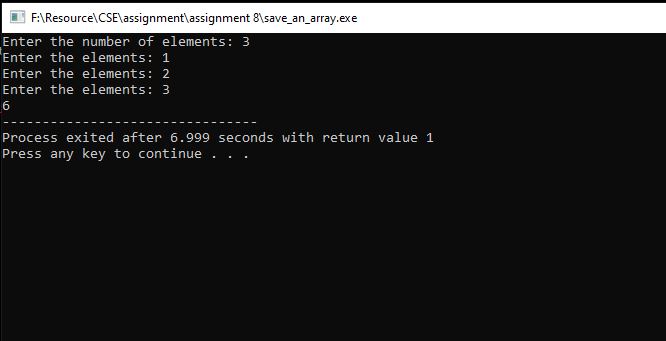 F:\Resource\CSE\assignment\assignment 8\save_an_array.exe
Enter the number of elements: 3
Enter the elements: 1
Enter the elements: 2
Enter the elements: 3
6
--------------------------------
Process exited after 6.999 seconds with return value 1
Press any key to continue . . .